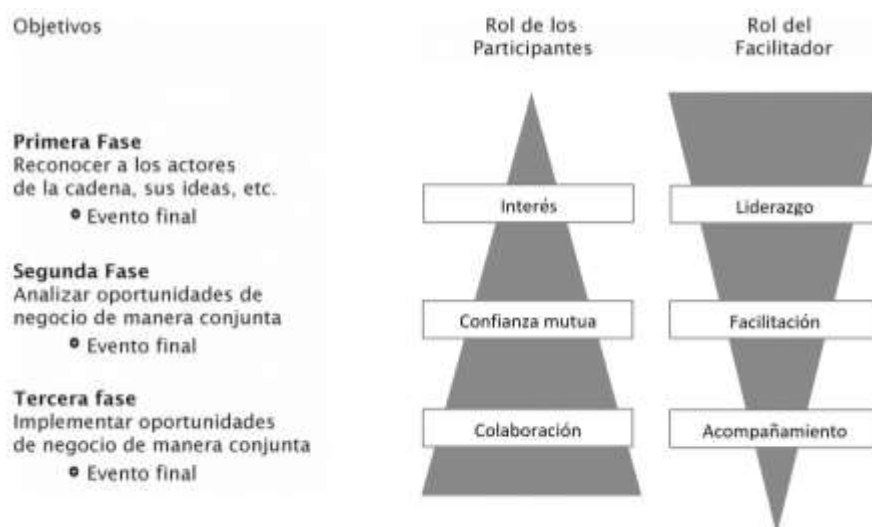 Objetivos
Rol de los
Participantes
Rol del
Facilitador
Primera Fase
Reconocer a los actores
de la cadena, sus ideas, etc.
Evento final
Interés
Liderazgo
Segunda Fase
Analizar oportunidades de
negocio de manera conjunta
Evento final
Confianza mutua
Facilitación
Tercera fase
Implementar oportunidades
de negocio de manera conjunta
Evento final
Colaboración
Acompañamiento